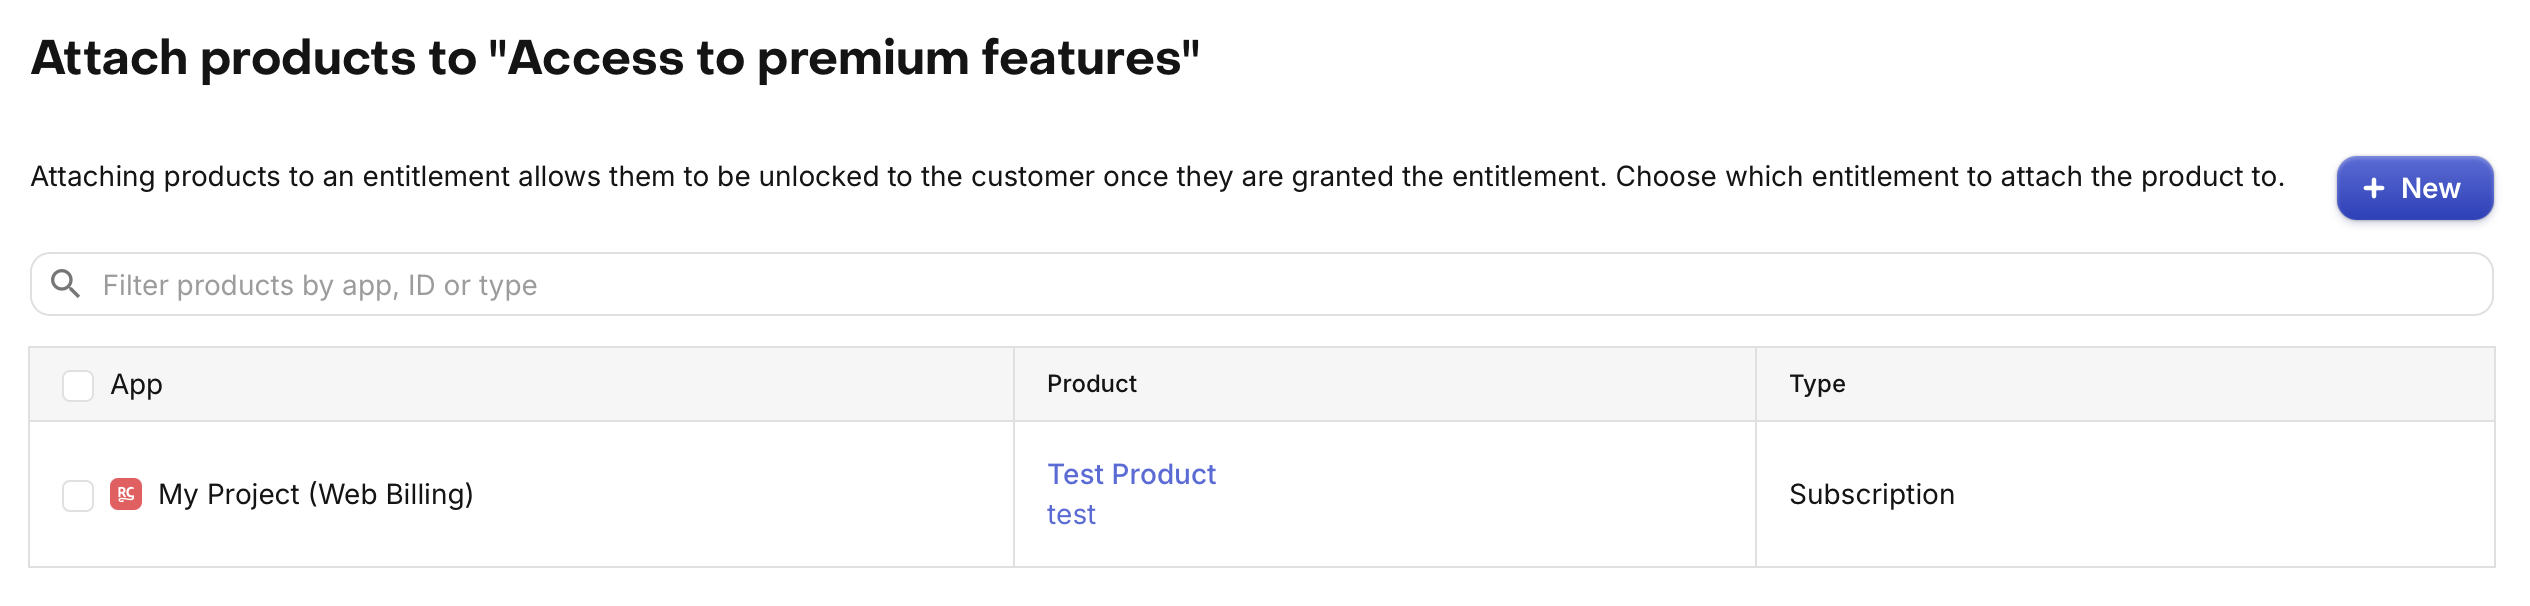 Attach products to "Access to premium features"
Attaching products to an entitlement allows them to be unlocked to the customer once they are granted the entitlement. Choose which entitlement to attach the product to.
+ New
Filter products by app, ID or type
App Product Type
RC My Project (Web Billing) Test Product Subscription
test